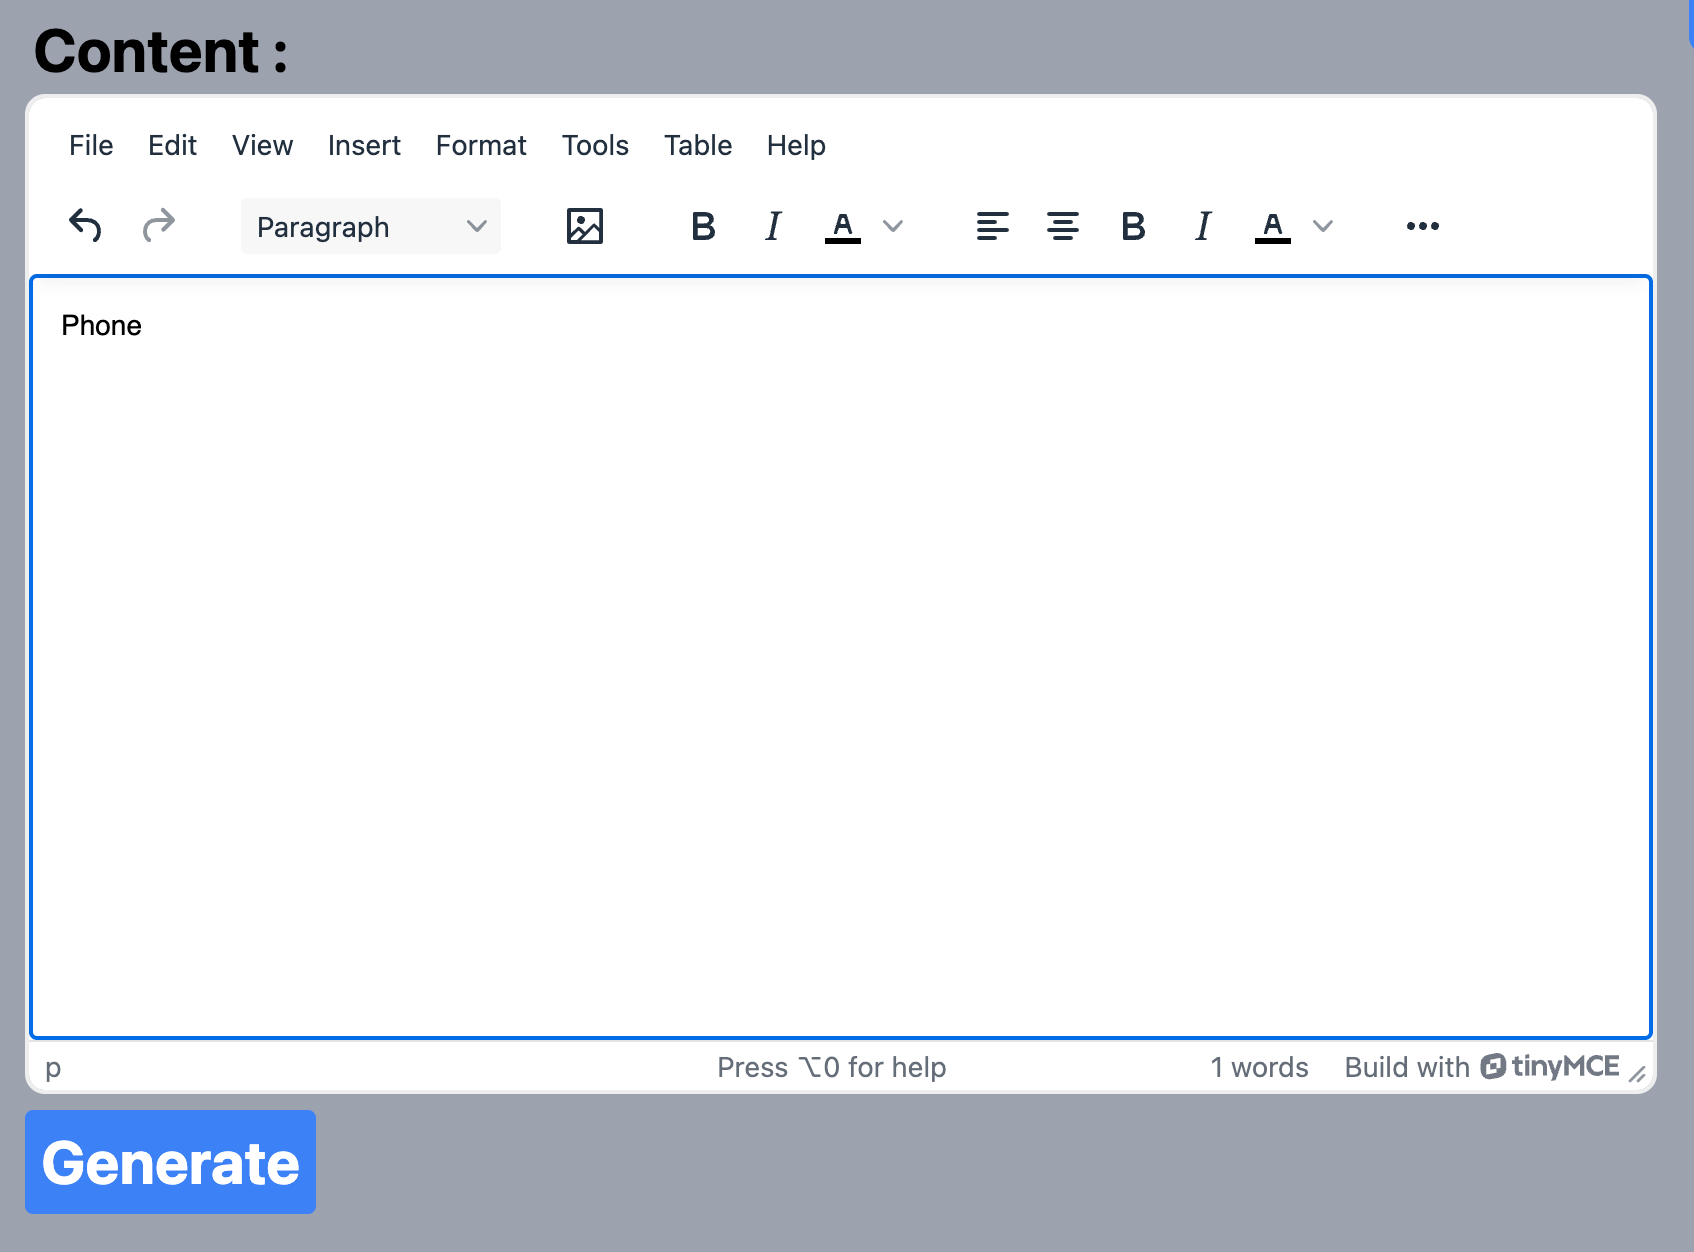 Content :
File Edit View Insert Format Tools Table Help
Paragraph B I A B I A
Phone
p Press ⌥0 for help 1 words Build with tinyMCE
Generate